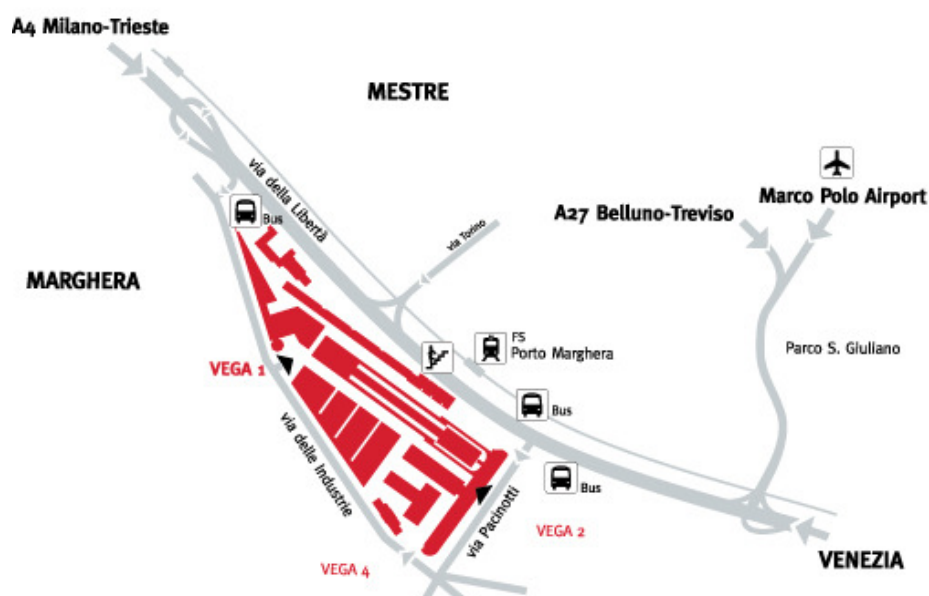 A4 Milano-Trieste
MESTRE
via della Libertà
Marco Polo Airport
A27 Belluno-Treviso
Bus
via Torino
MARGHERA
FS
Porto Marghera
Parco S. Giuliano
VEGA 1
Bus
via delle Industrie
Bus
via Pacinotti
VEGA 2
VENEZIA
VEGA 4